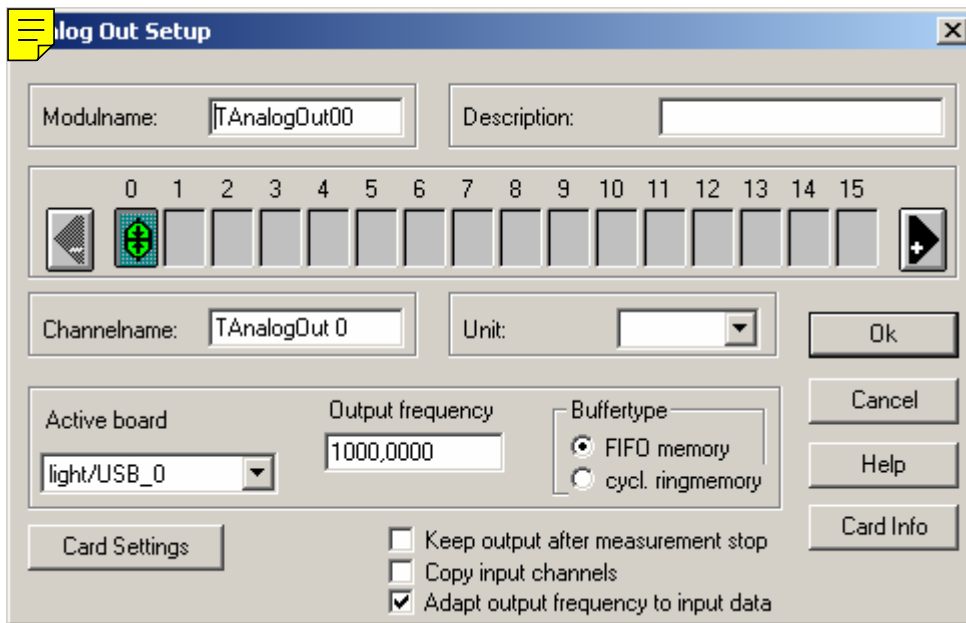 alog Out Setup
Modulname: TAnalogOut00 Description:
0 1 2 3 4 5 6 7 8 9 10 11 12 13 14 15
Channelname: TAnalogOut 0 Unit:
Ok
Active board Output frequency Buffertype Cancel
light/USB_0 1000,0000 FIFO memory Help
cycl. ringmemory
Card Settings Keep output after measurement stop Card Info
Copy input channels
Adapt output frequency to input data